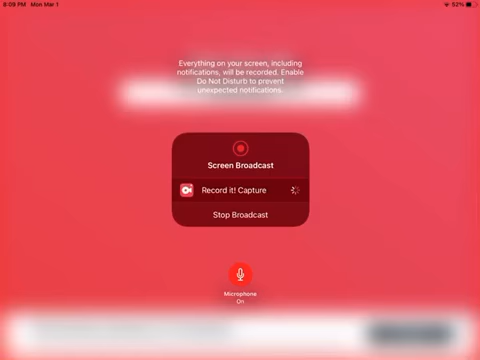 8:09 PM Mon Mar 1
52%
Everything on your screen, including
notifications, will be recorded. Enable
Do Not Disturb to prevent
unexpected notifications.
Screen Broadcast
Record it! Capture
Stop Broadcast
Microphone
On